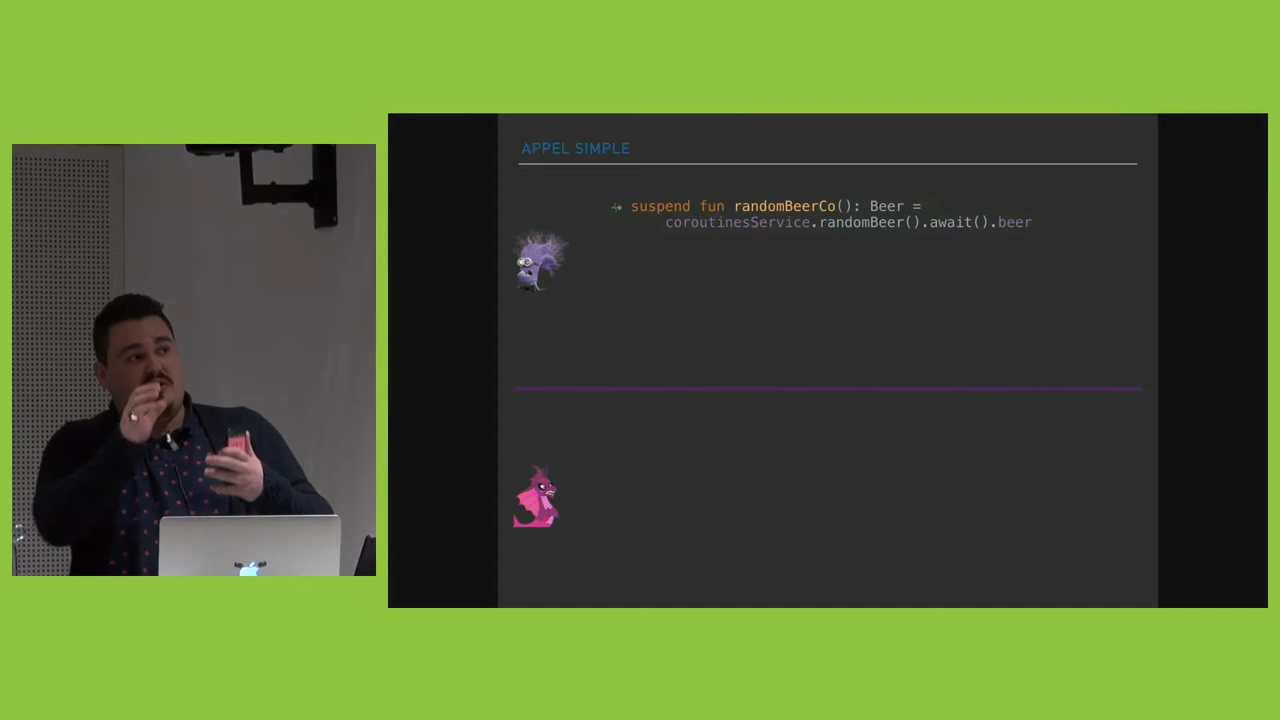 APPEL SIMPLE
suspend fun randomBeerCo(): Beer =
coroutinesService.randomBeer().await().beer